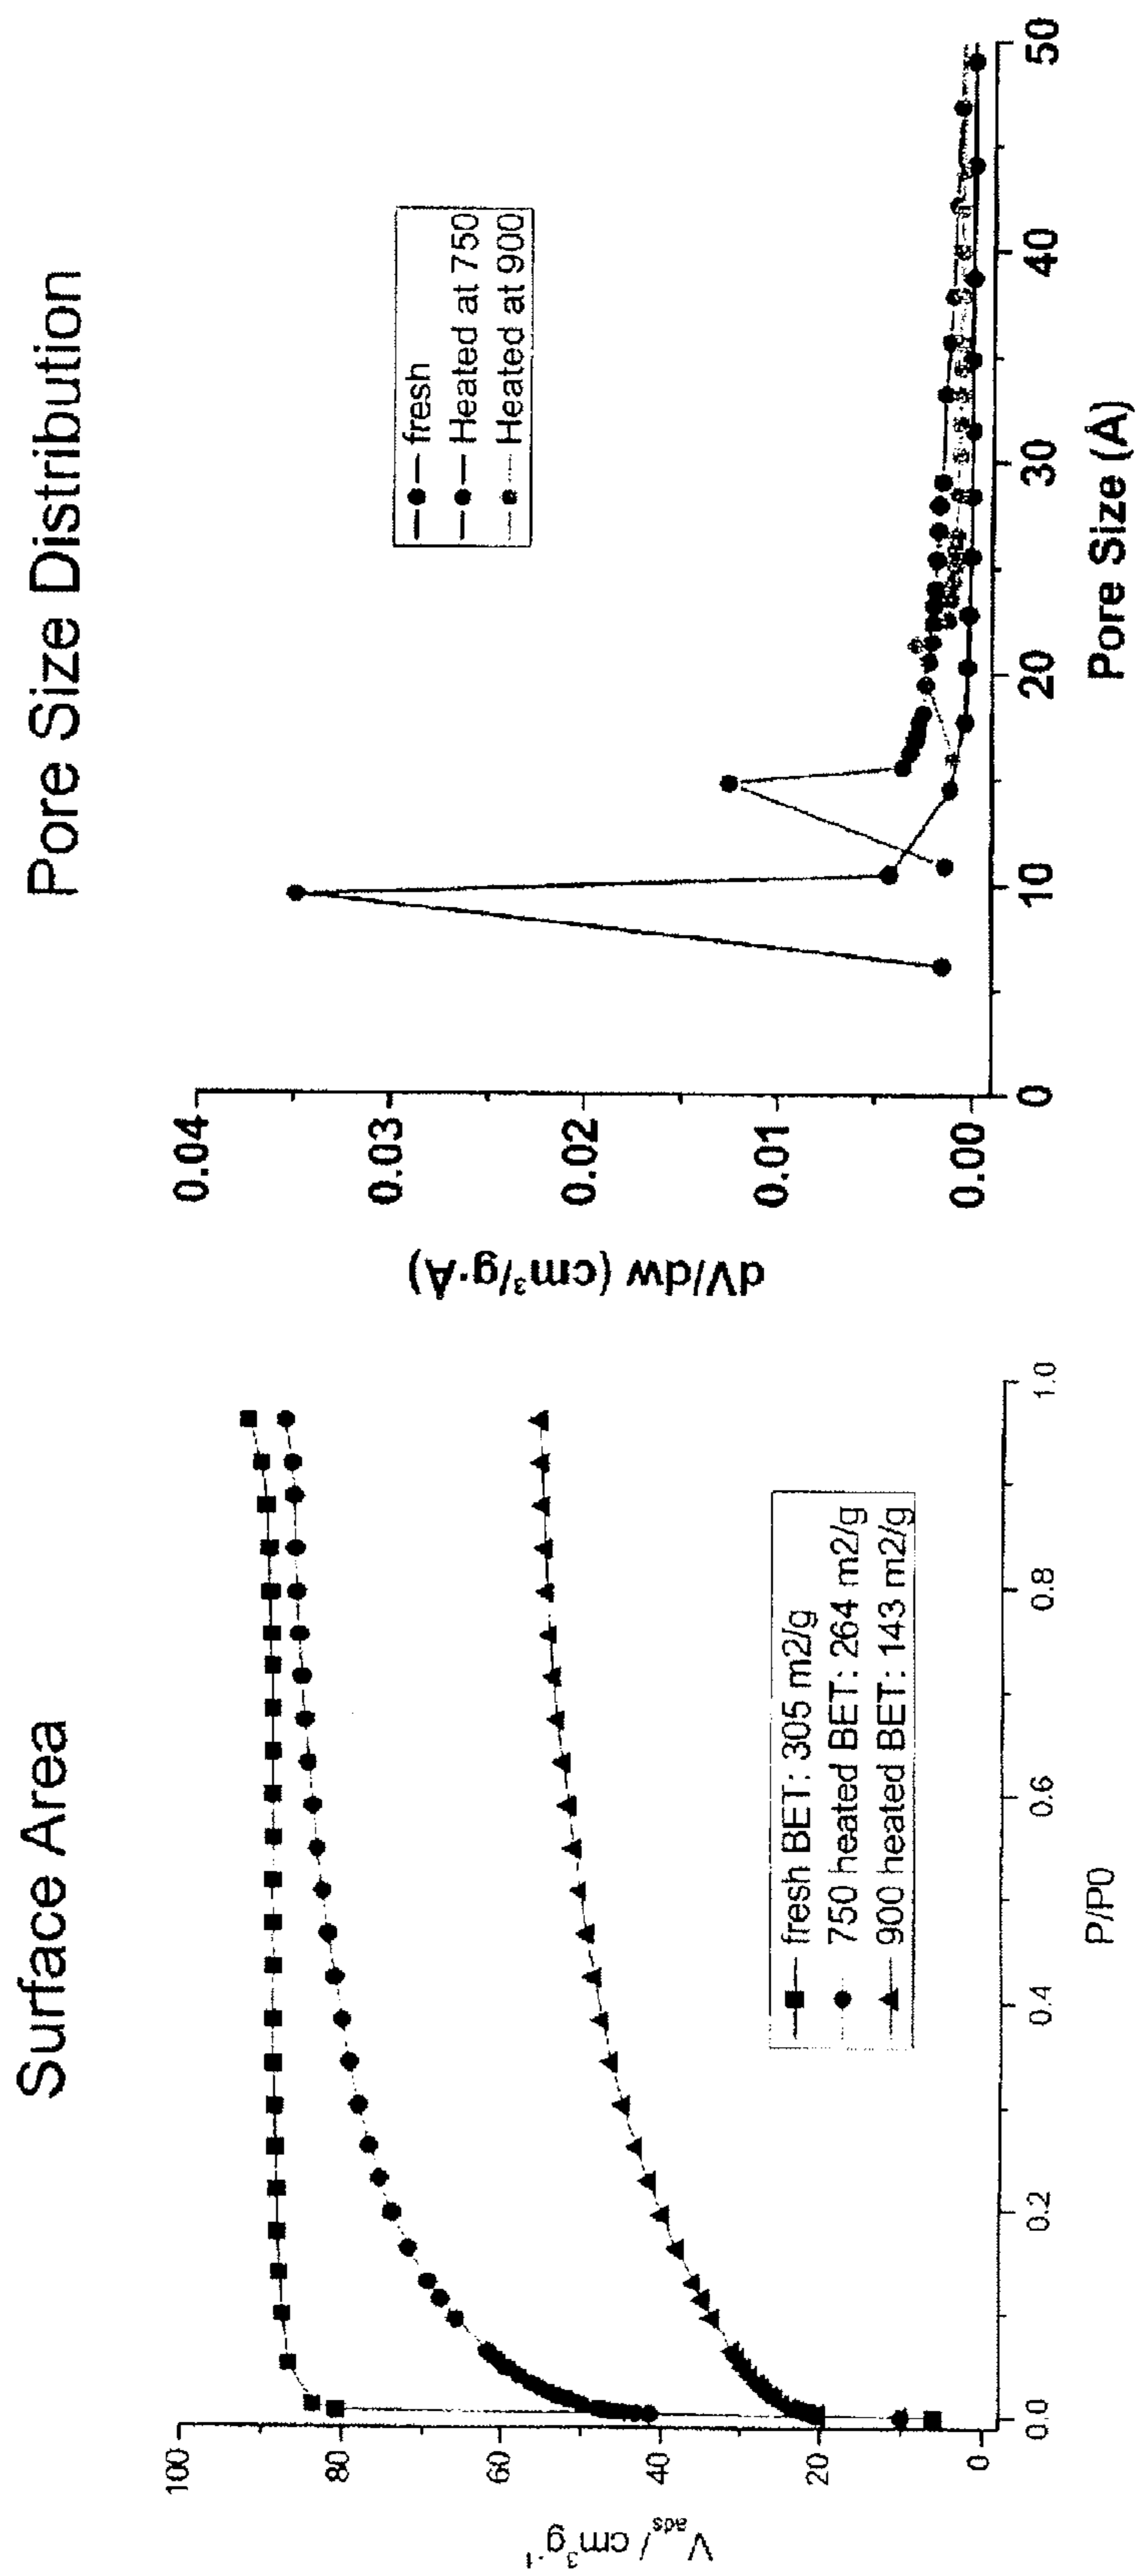 Surface Area
100
80
60
40
20
0
V_ads / cm³g⁻¹
0.0
0.2
0.4
0.6
0.8
1.0
P/P0
fresh BET: 305 m2/g
750 heated BET: 264 m2/g
900 heated BET: 143 m2/g
Pore Size Distribution
0.04
0.03
0.02
0.01
0.00
dV/dw (cm³/g·Å)
0
10
20
30
40
50
Pore Size (Å)
fresh
Heated at 750
Heated at 900